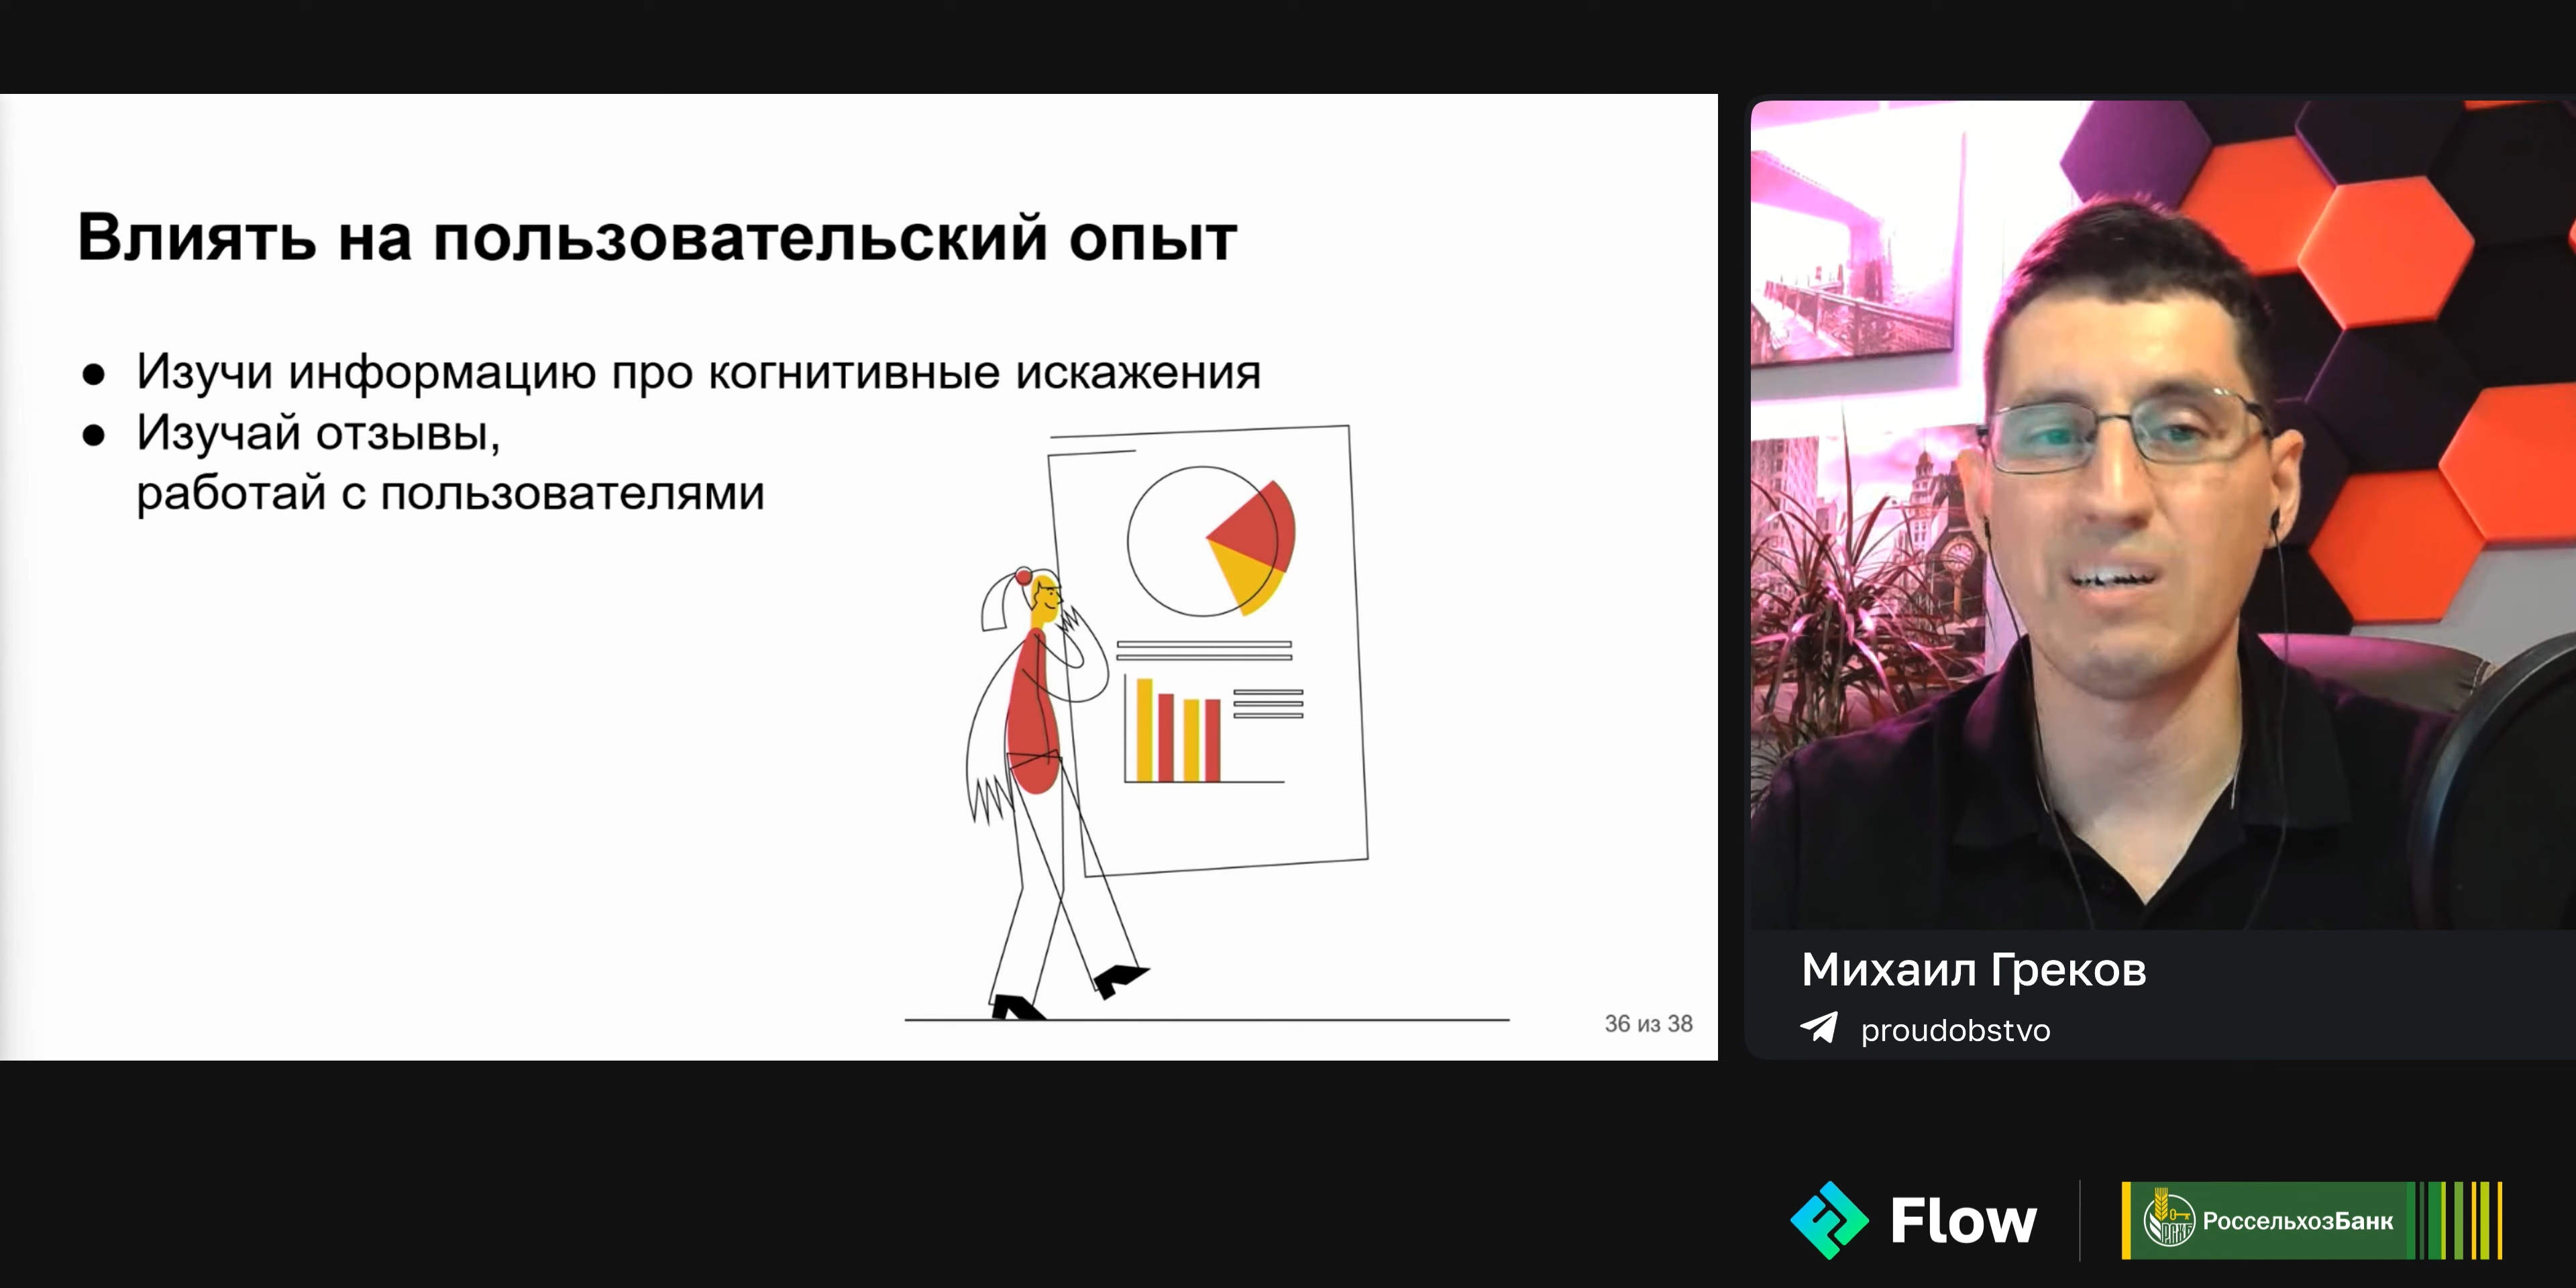 Влиять на пользовательский опыт
● Изучи информацию про когнитивные искажения
● Изучай отзывы,
работай с пользователями
36 из 38
Михаил Греков
proudobstvo
Flow
РСХБ
РоссельхозБанк